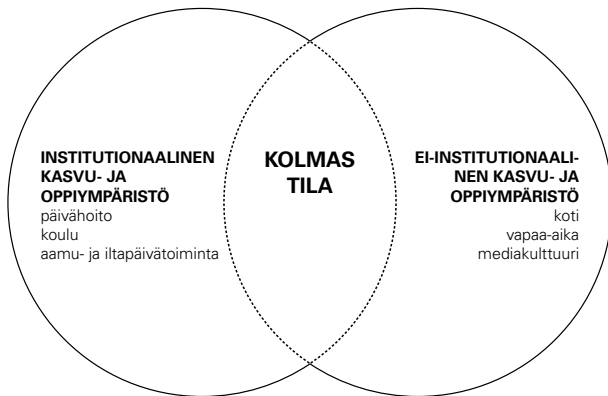 INSTITUTIONAALINEN
KASVU- JA
OPPIYMPÄRISTÖ
päivähoito
koulu
aamu- ja iltapäivätoiminta
KOLMAS
TILA
EI-INSTITUTIONAALI-
NEN KASVU- JA
OPPIYMPÄRISTÖ
koti
vapaa-aika
mediakulttuuri